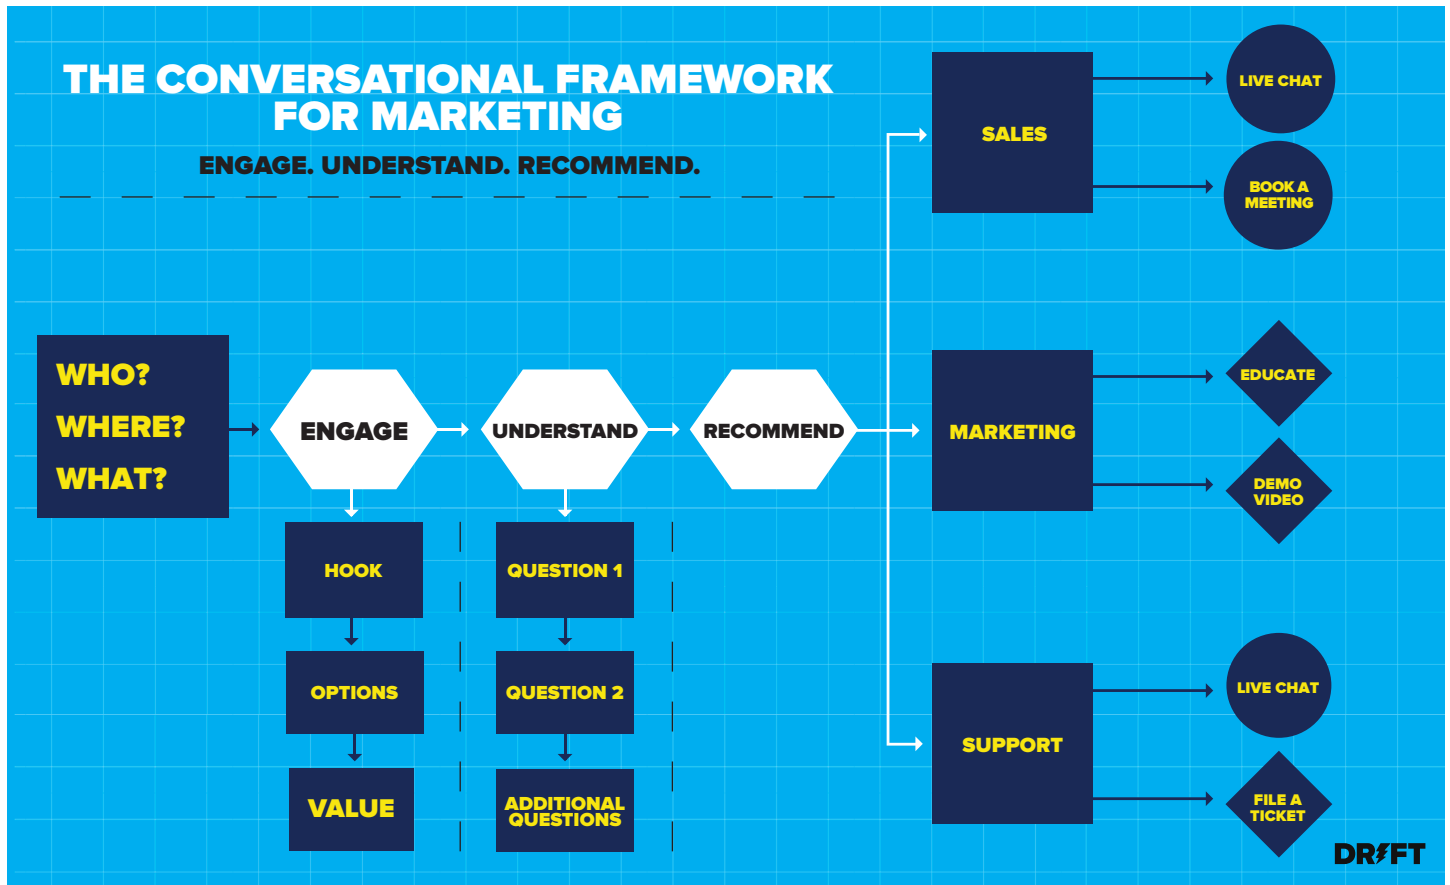 THE CONVERSATIONAL FRAMEWORK
FOR MARKETING
ENGAGE. UNDERSTAND. RECOMMEND.
WHO?
WHERE?
WHAT?
ENGAGE
HOOK
OPTIONS
VALUE
UNDERSTAND
QUESTION 1
QUESTION 2
ADDITIONAL
QUESTIONS
RECOMMEND
SALES
LIVE CHAT
BOOK A
MEETING
MARKETING
EDUCATE
DEMO
VIDEO
SUPPORT
LIVE CHAT
FILE A
TICKET
DRIFT